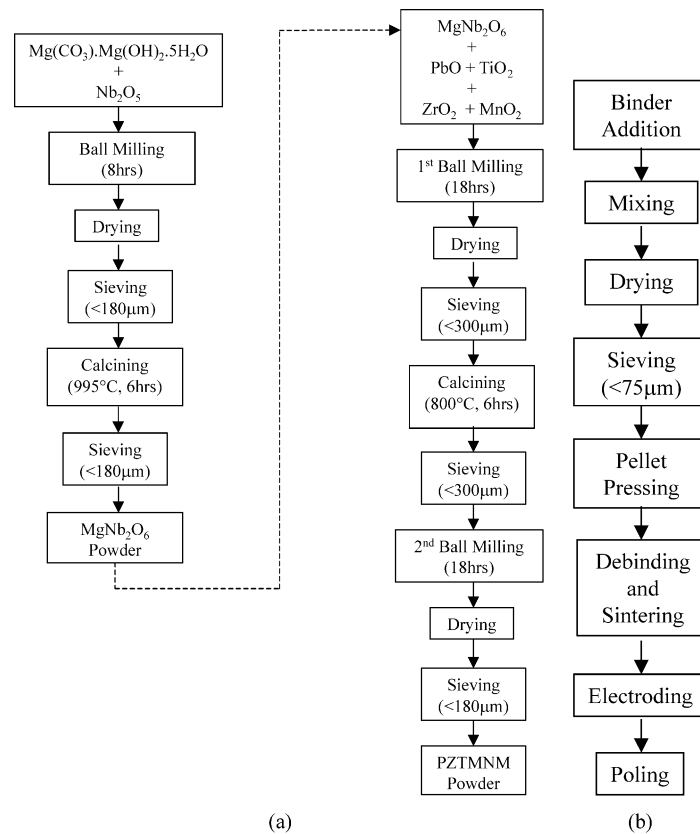 Mg(CO₃).Mg(OH)₂.5H₂O
+
Nb₂O₅
Ball Milling
(8hrs)
Drying
Sieving
(<180μm)
Calcining
(995°C, 6hrs)
Sieving
(<180μm)
MgNb₂O₆
Powder
MgNb₂O₆
+
PbO + TiO₂
+
ZrO₂ + MnO₂
1ˢᵗ Ball Milling
(18hrs)
Drying
Sieving
(<300μm)
Calcining
(800°C, 6hrs)
Sieving
(<300μm)
2ⁿᵈ Ball Milling
(18hrs)
Drying
Sieving
(<180μm)
PZTMNM
Powder
(a)
Binder
Addition
Mixing
Drying
Sieving
(<75μm)
Pellet
Pressing
Debinding
and
Sintering
Electroding
Poling
(b)